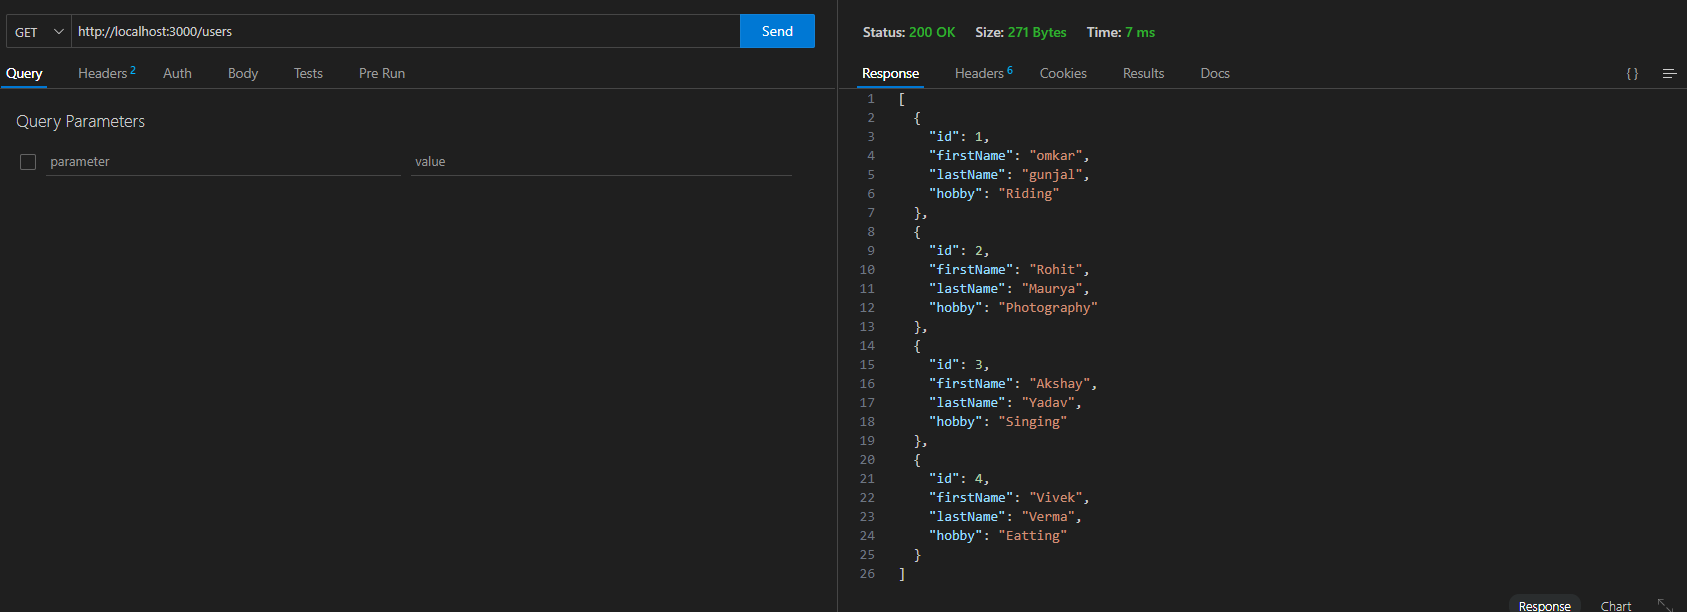 GET http://localhost:3000/users Send
Query Headers 2 Auth Body Tests Pre Run
Query Parameters
parameter value
Status: 200 OK Size: 271 Bytes Time: 7 ms
Response Headers 6 Cookies Results Docs {}
1 [
2 {
3 "id": 1,
4 "firstName": "omkar",
5 "lastName": "gunjal",
6 "hobby": "Riding"
7 },
8 {
9 "id": 2,
10 "firstName": "Rohit",
11 "lastName": "Maurya",
12 "hobby": "Photography"
13 },
14 {
15 "id": 3,
16 "firstName": "Akshay",
17 "lastName": "Yadav",
18 "hobby": "Singing"
19 },
20 {
21 "id": 4,
22 "firstName": "Vivek",
23 "lastName": "Verma",
24 "hobby": "Eatting"
25 }
26 ]
Response Chart